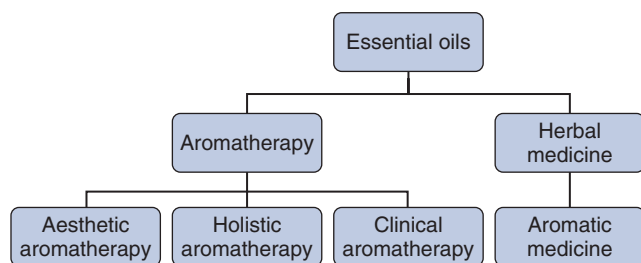 Essential oils
Aromatherapy
Herbal
medicine
Aesthetic
aromatherapy
Holistic
aromatherapy
Clinical
aromatherapy
Aromatic
medicine